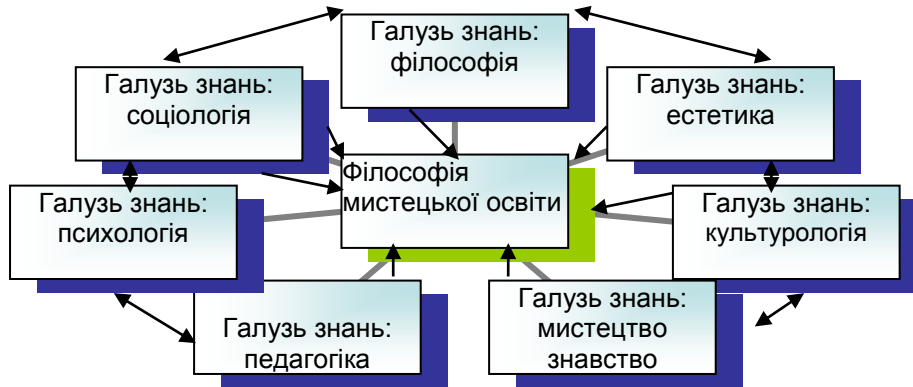 Галузь знань:
філософія
Галузь знань:
соціологія
Галузь знань:
естетика
Філософія
мистецької освіти
Галузь знань:
психологія
Галузь знань:
культурологія
Галузь знань:
педагогіка
Галузь знань:
мистецтво
знавство